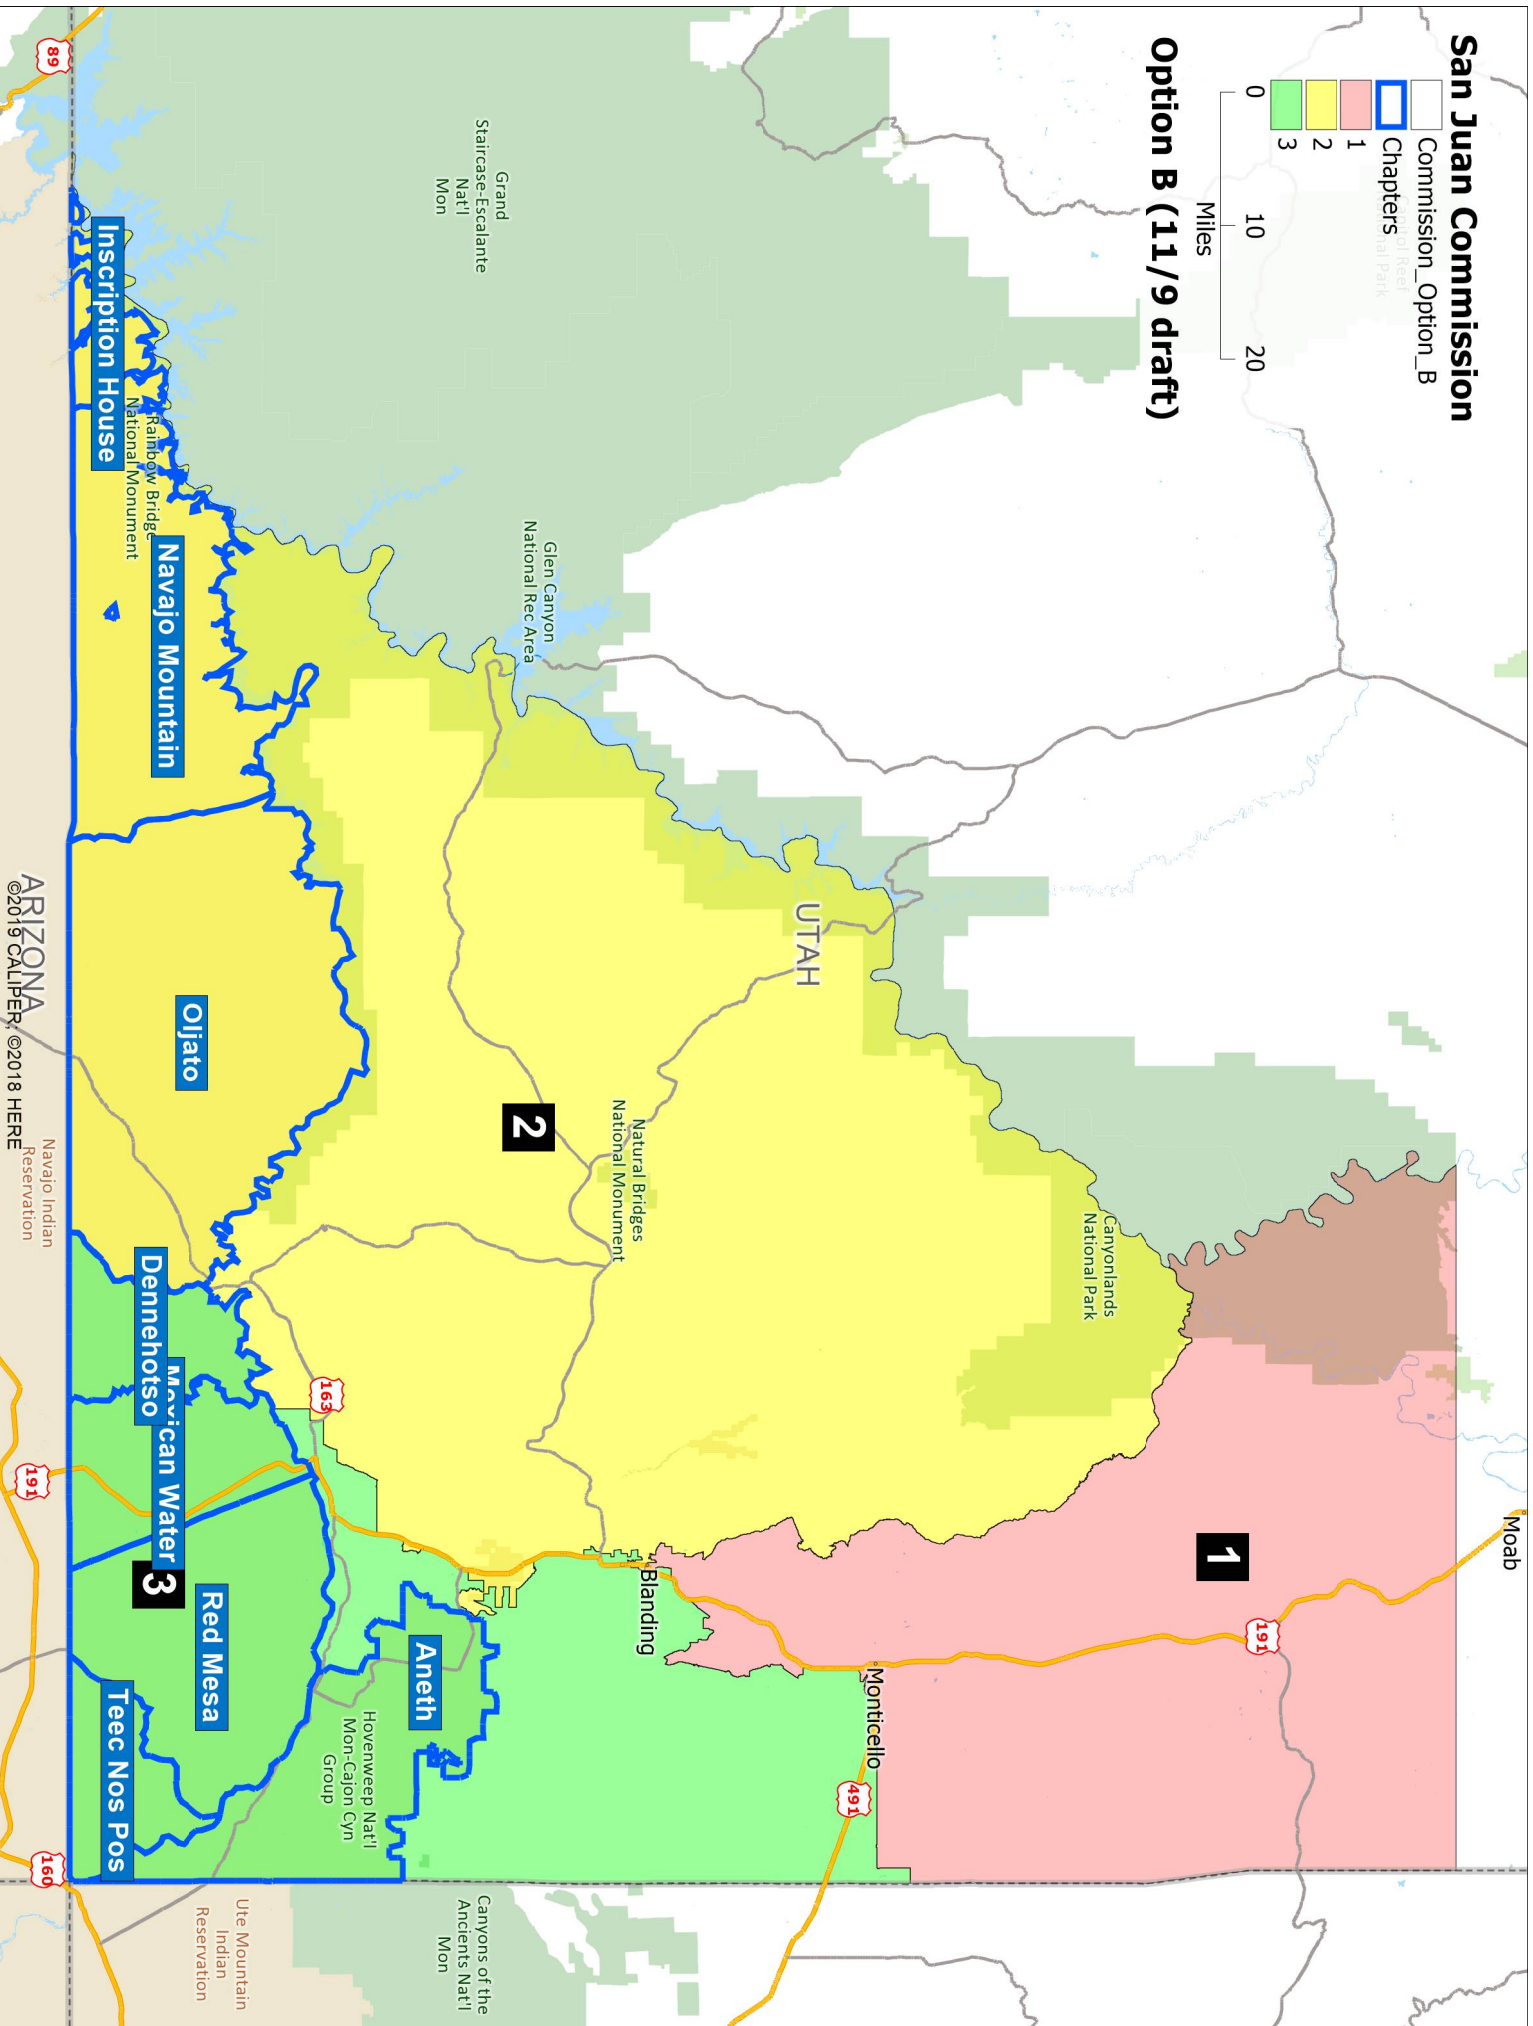 San Juan Commission
Commission_Option_B
Chapters
1
2
3
0 10 20
Miles
Option B (11/9 draft)
Capitol Reef
National Park
Moab
1
191
Canyonlands
National Park
Monticello
491
UTAH
Blanding
Natural Bridges
National Monument
2
Glen Canyon
National Rec Area
Grand
Staircase-Escalante
Nat'l
Mon
Canyons of the
Ancients Nat'l
Mon
Aneth
Hovenweep Nat'l
Mon-Cajon Cyn
Group
163
Ute Mountain
Indian
Reservation
Red Mesa
Oljato
Navajo Mountain
Mexican Water
Dennehotso
3
Rainbow Bridge
National Monument
Inscription House
Teec Nos Pos
89
191
160
Navajo Indian
Reservation
ARIZONA
©2019 CALIPER; ©2018 HERE